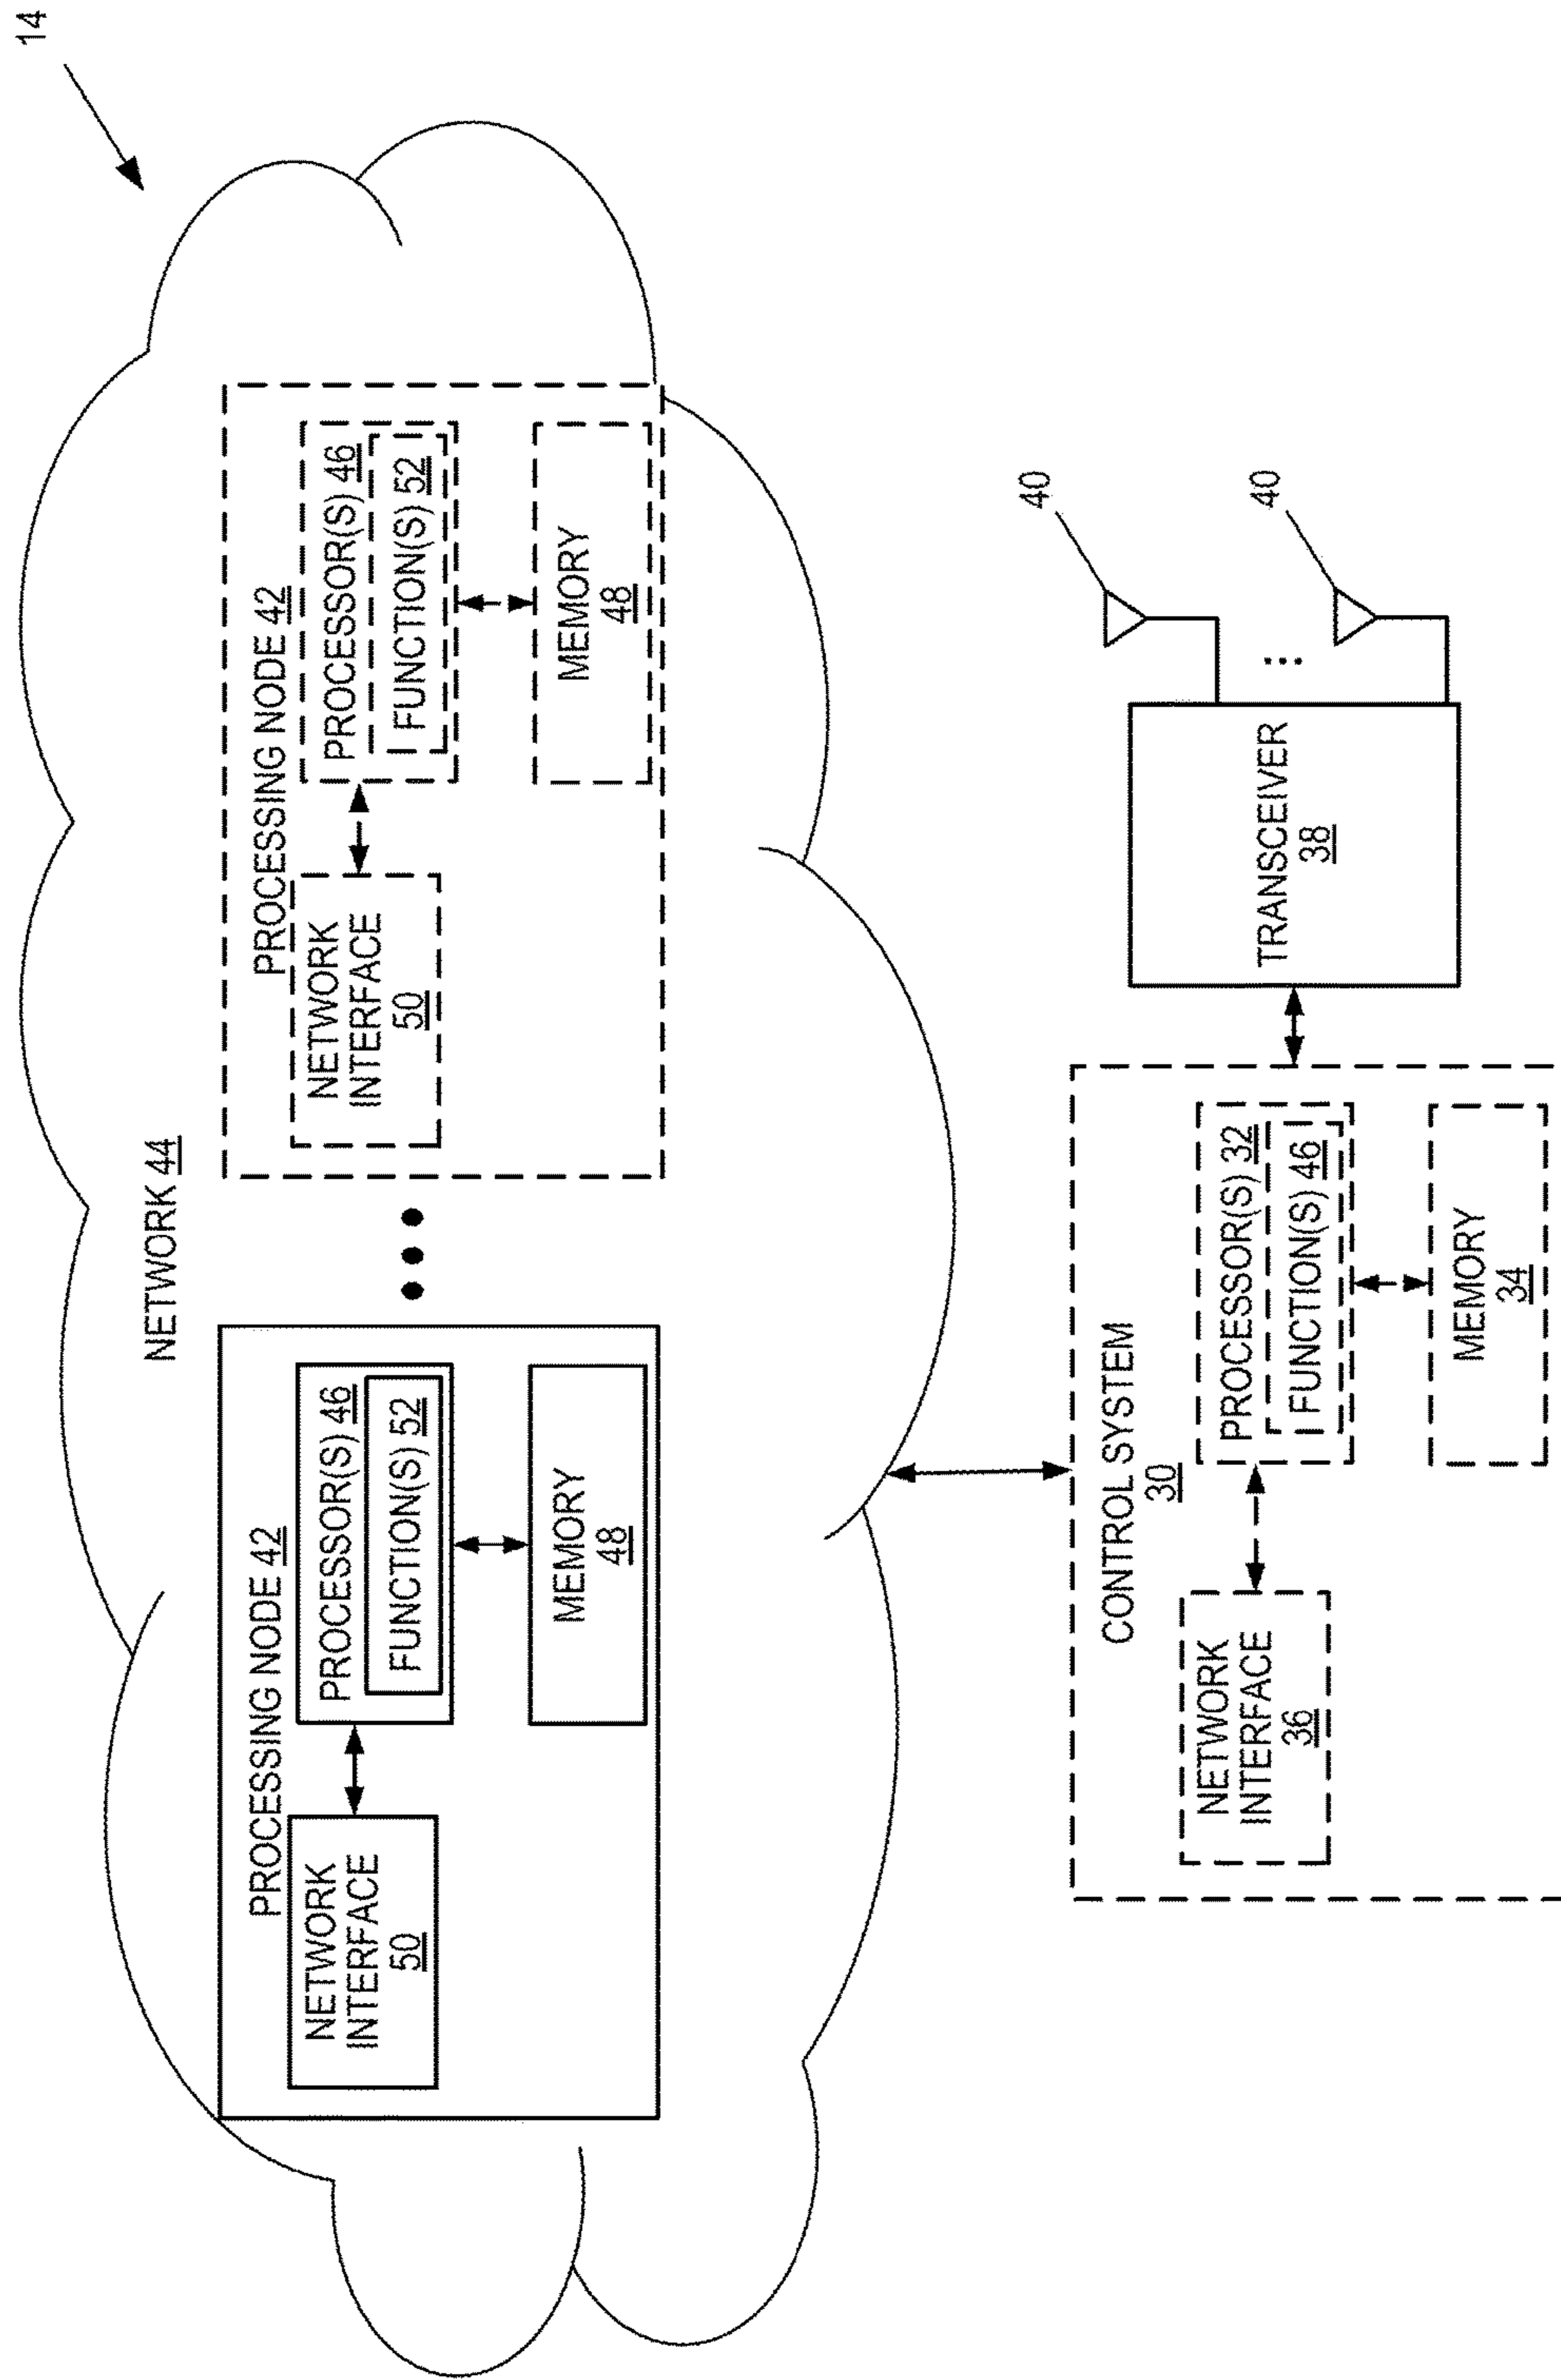 14
NETWORK 44
PROCESSING NODE 42
NETWORK
INTERFACE
50
PROCESSOR(S) 46
FUNCTION(S) 52
MEMORY
48
PROCESSING NODE 42
NETWORK
INTERFACE
50
PROCESSOR(S) 46
FUNCTION(S) 52
MEMORY
48
CONTROL SYSTEM
30
NETWORK
INTERFACE
36
PROCESSOR(S) 32
FUNCTION(S) 46
MEMORY
34
TRANSCEIVER
38
40
40